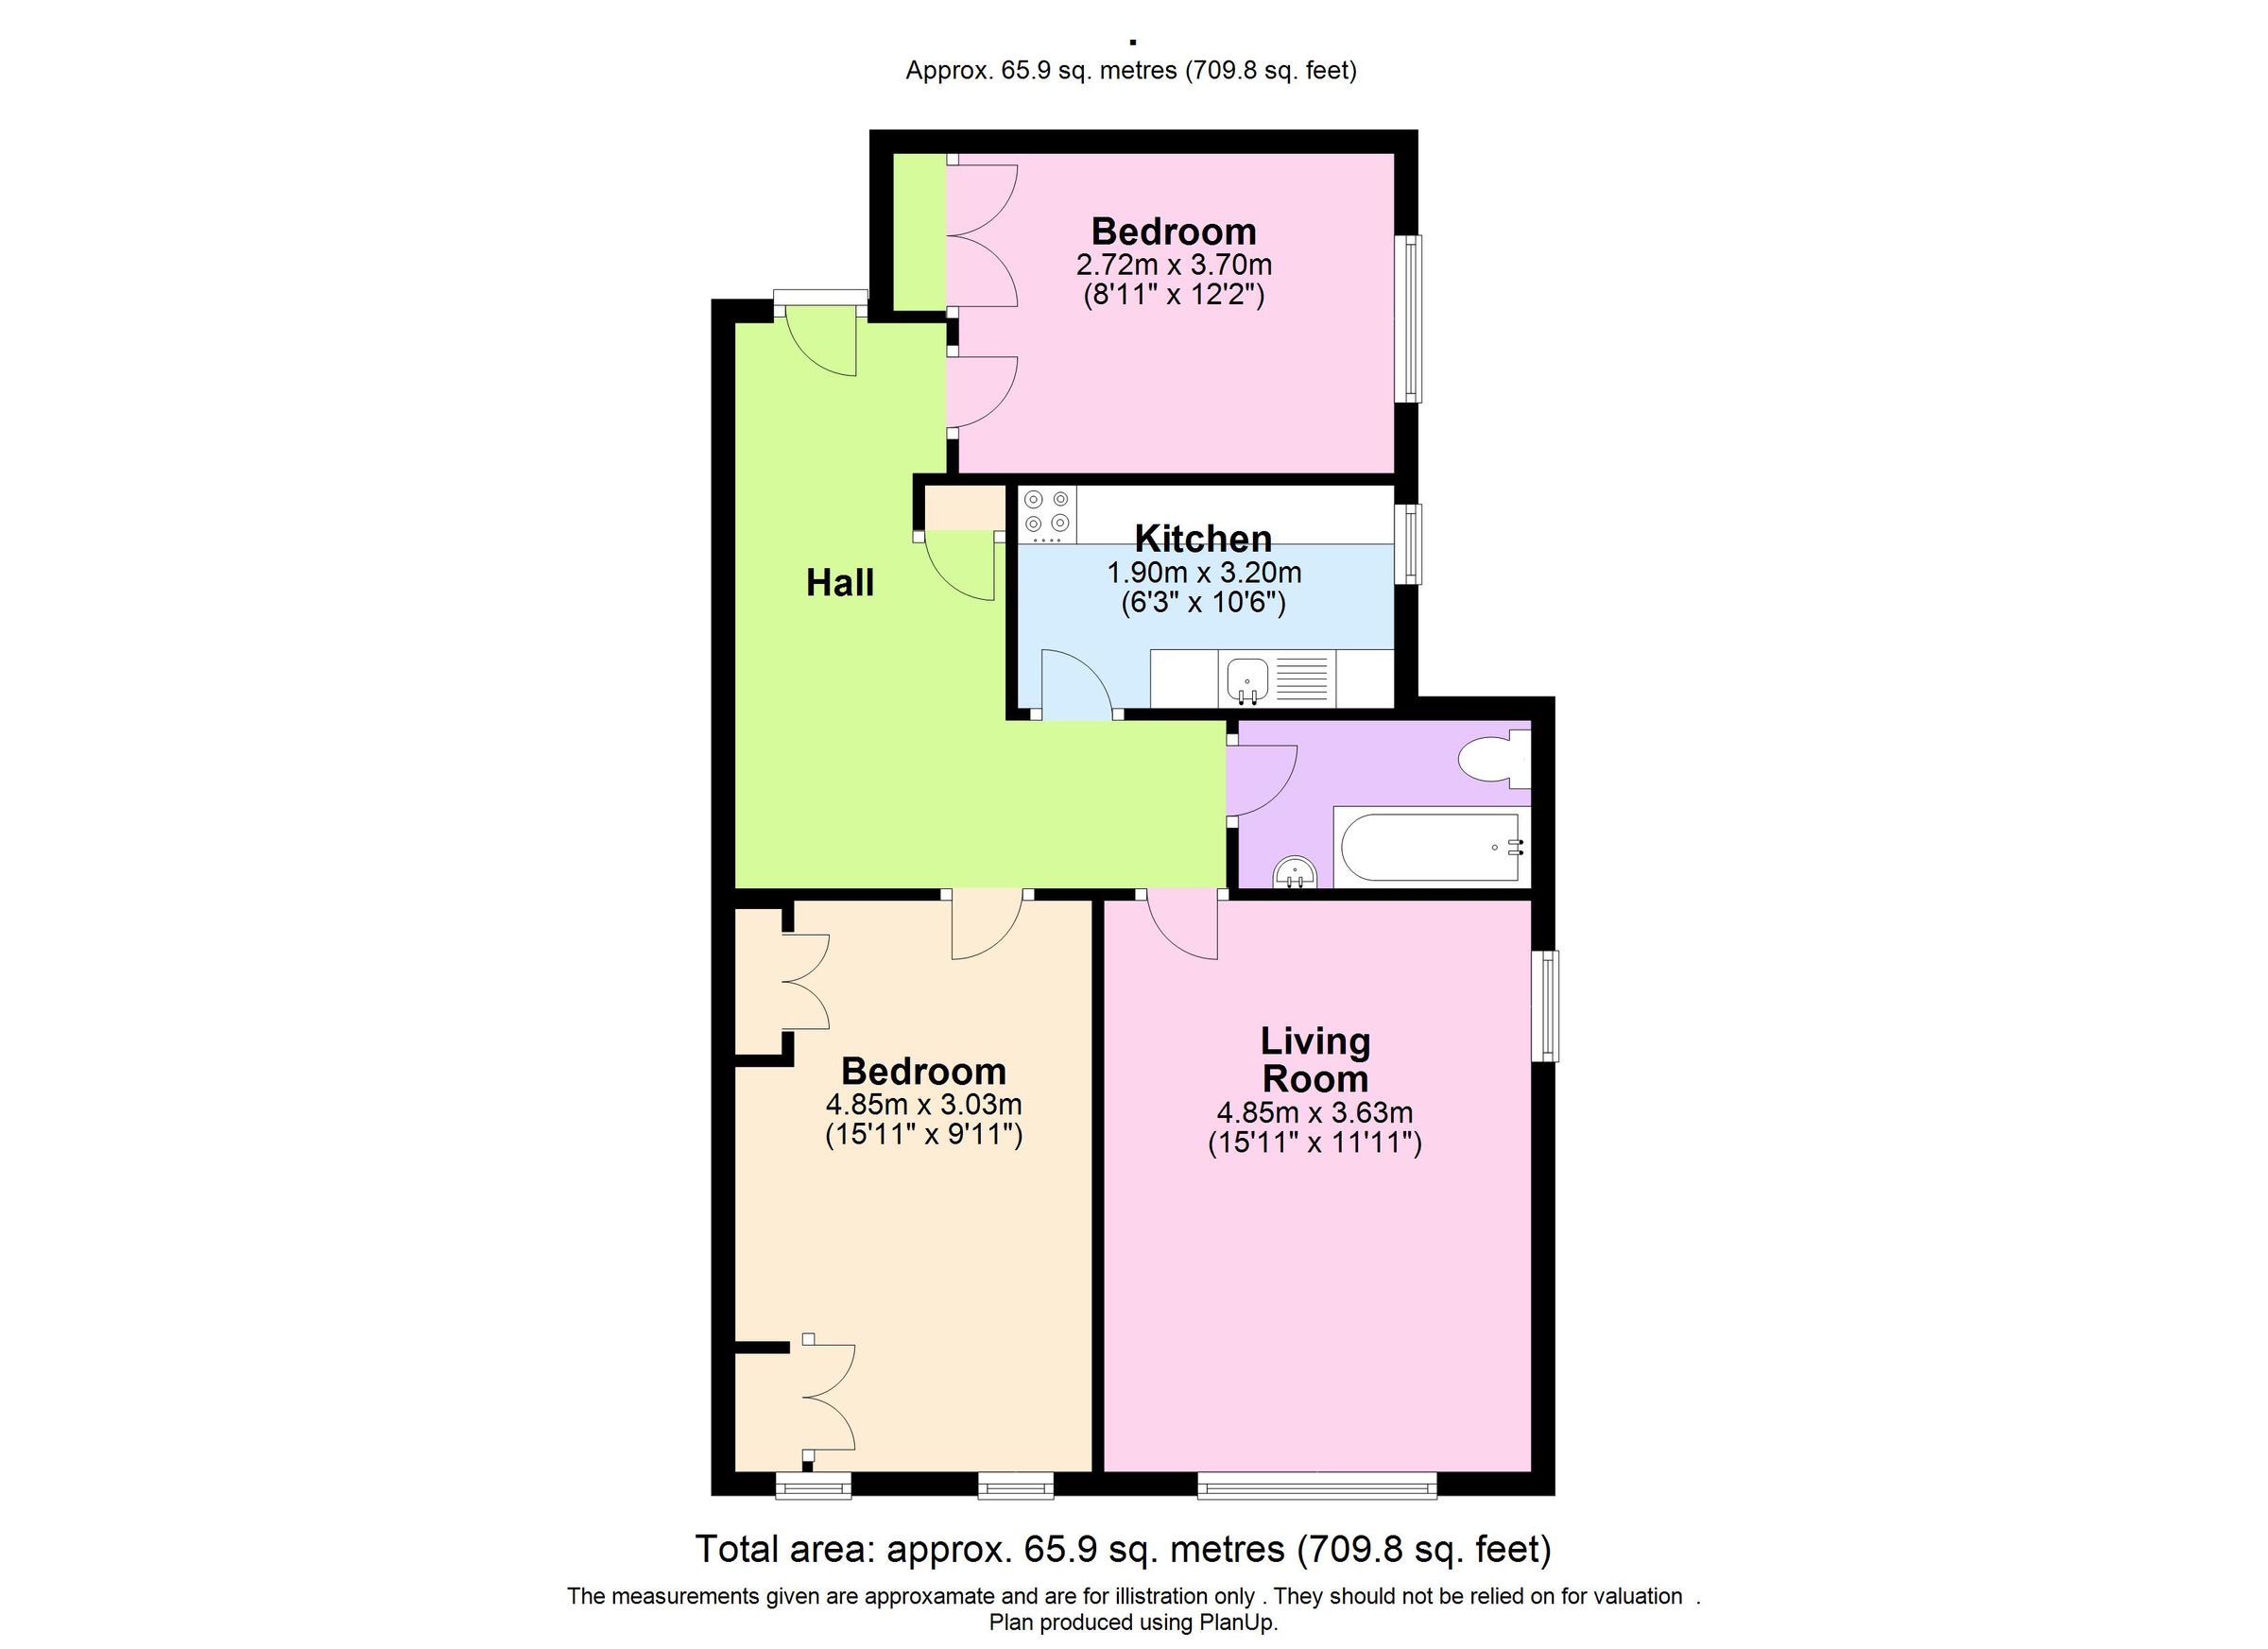 .
Approx. 65.9 sq. metres (709.8 sq. feet)
Bedroom
2.72m x 3.70m
(8'11" x 12'2")
Kitchen
1.90m x 3.20m
(6'3" x 10'6")
Hall
Living
Room
4.85m x 3.63m
(15'11" x 11'11")
Bedroom
4.85m x 3.03m
(15'11" x 9'11")
Total area: approx. 65.9 sq. metres (709.8 sq. feet)
The measurements given are approxamate and are for illistration only . They should not be relied on for valuation .
Plan produced using PlanUp.